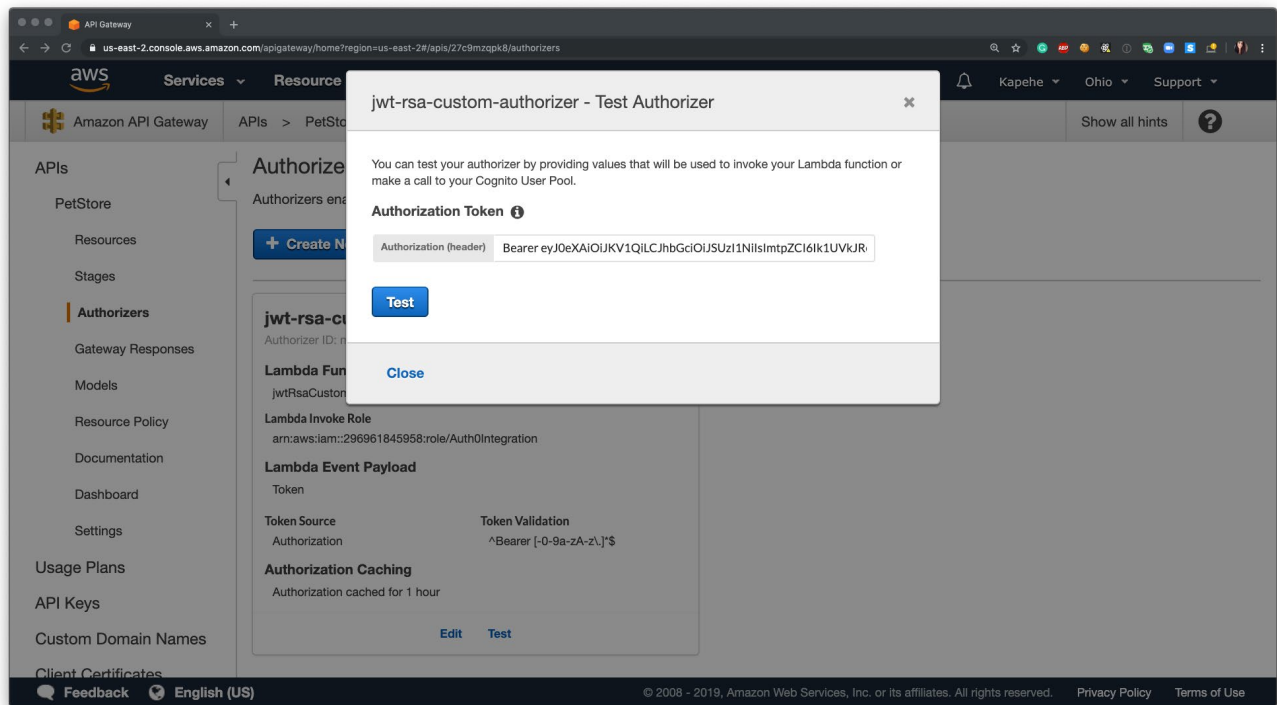 API Gateway
us-east-2.console.aws.amazon.com/apigateway/home?region=us-east-2#/apis/27c9mzqpk8/authorizers
aws Services Resource Kapehe Ohio Support
Amazon API Gateway APIs > PetSto Show all hints
jwt-rsa-custom-authorizer - Test Authorizer
You can test your authorizer by providing values that will be used to invoke your Lambda function or
make a call to your Cognito User Pool.
Authorization Token
Authorization (header) Bearer
Test
Close
APIs
PetStore
Resources
Stages
Authorizers
Gateway Responses
Models
Resource Policy
Documentation
Dashboard
Settings
Usage Plans
API Keys
Custom Domain Names
Client Certificates
Authorize
Authorizers ena
+ Create N
jwt-rsa-cu
Authorizer ID:
Lambda Fun
jwtRsaCustom
Lambda Invoke Role
arn:aws:iam::296961845958:role/Auth0Integration
Lambda Event Payload
Token
Token Source Token Validation
Authorization ^Bearer [-0-9a-zA-z\.]*$
Authorization Caching
Authorization cached for 1 hour
Edit Test
Feedback English (US) © 2008 - 2019, Amazon Web Services, Inc. or its affiliates. All rights reserved. Privacy Policy Terms of Use